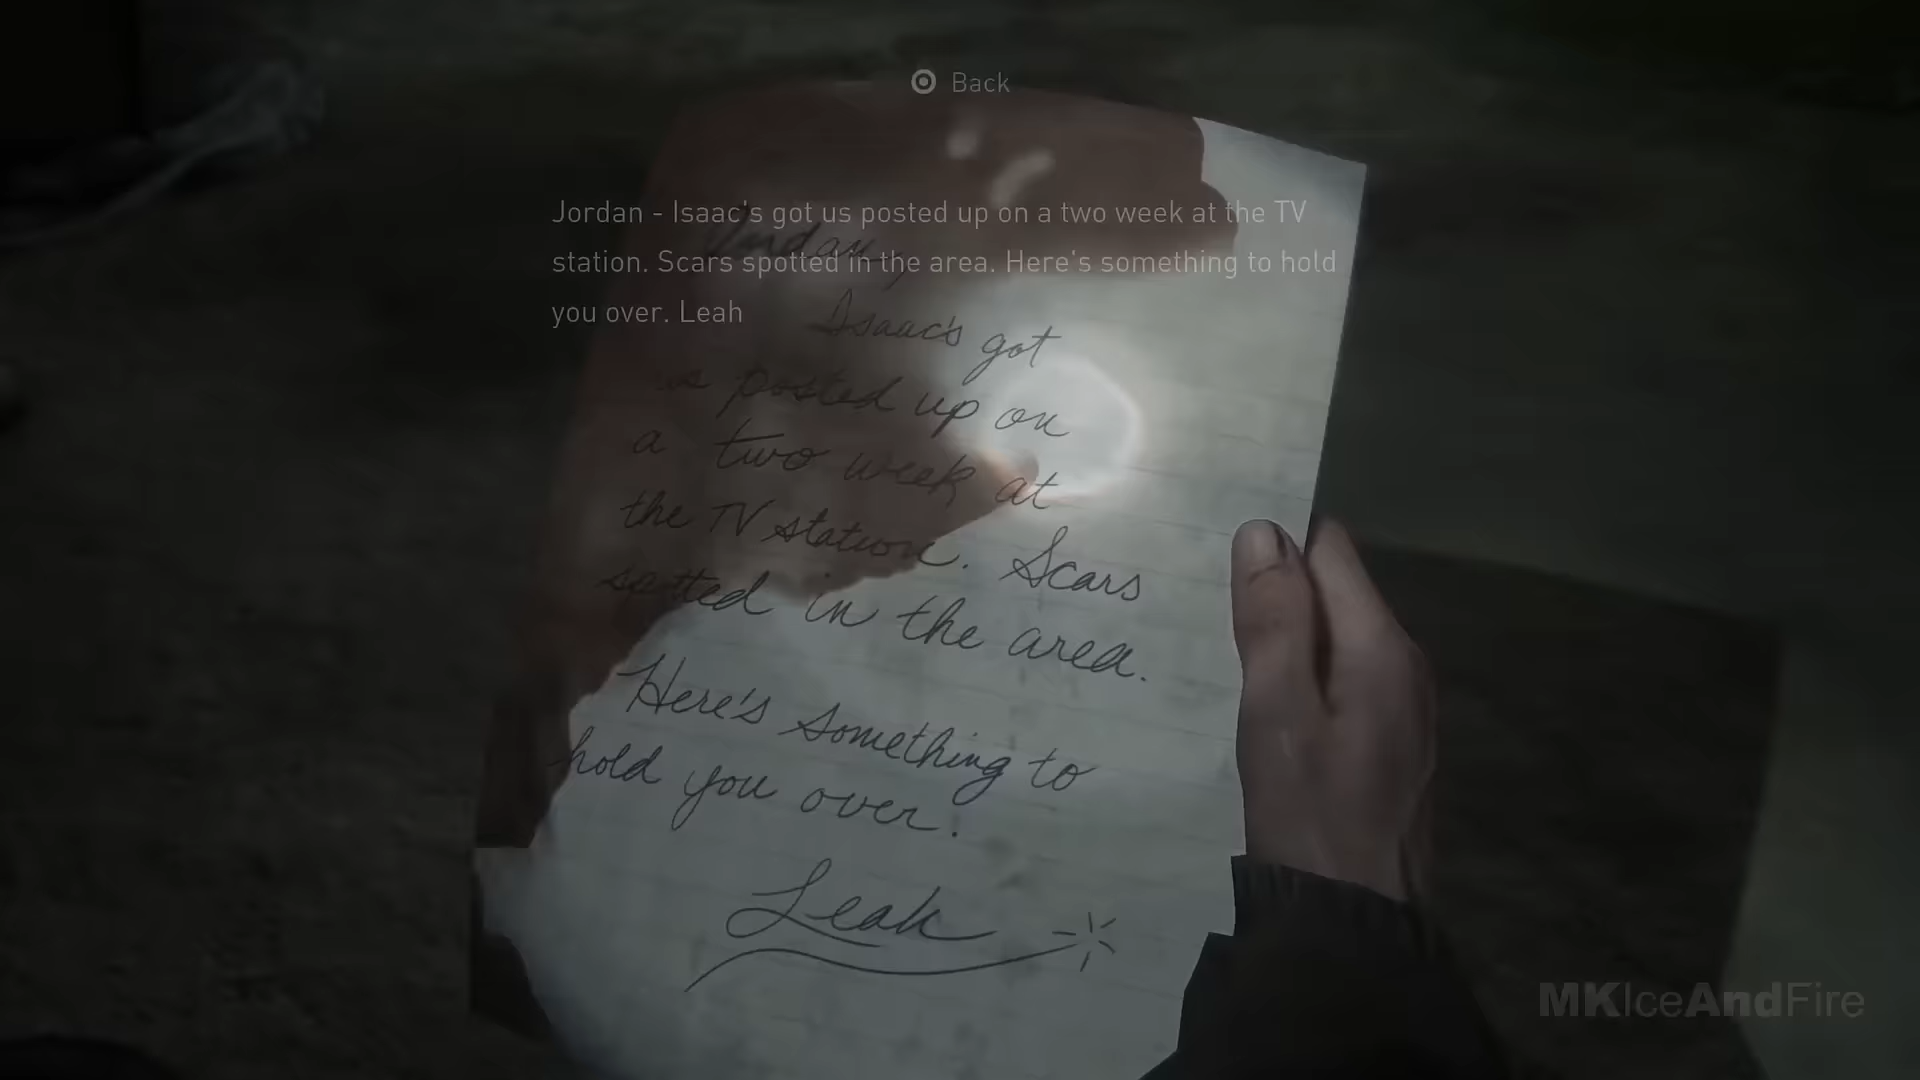 Back
Jordan - Isaac's got us posted up on a two week at the TV
station. Scars spotted in the area. Here's something to hold
you over. Leah
Jordan,
Isaac's got
us posted up on
a two week at
the TV station. Scars
spotted in the area.
Here's something to
hold you over.
Leah
MKIceAndFire